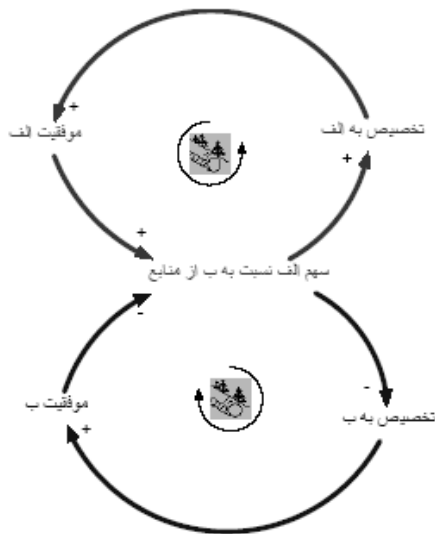 +
موفقیت الف
تخصیص به الف
+
+
سهم الف نسبت به ب از منابع
-
-
موفقیت ب
تخصیص به ب
+